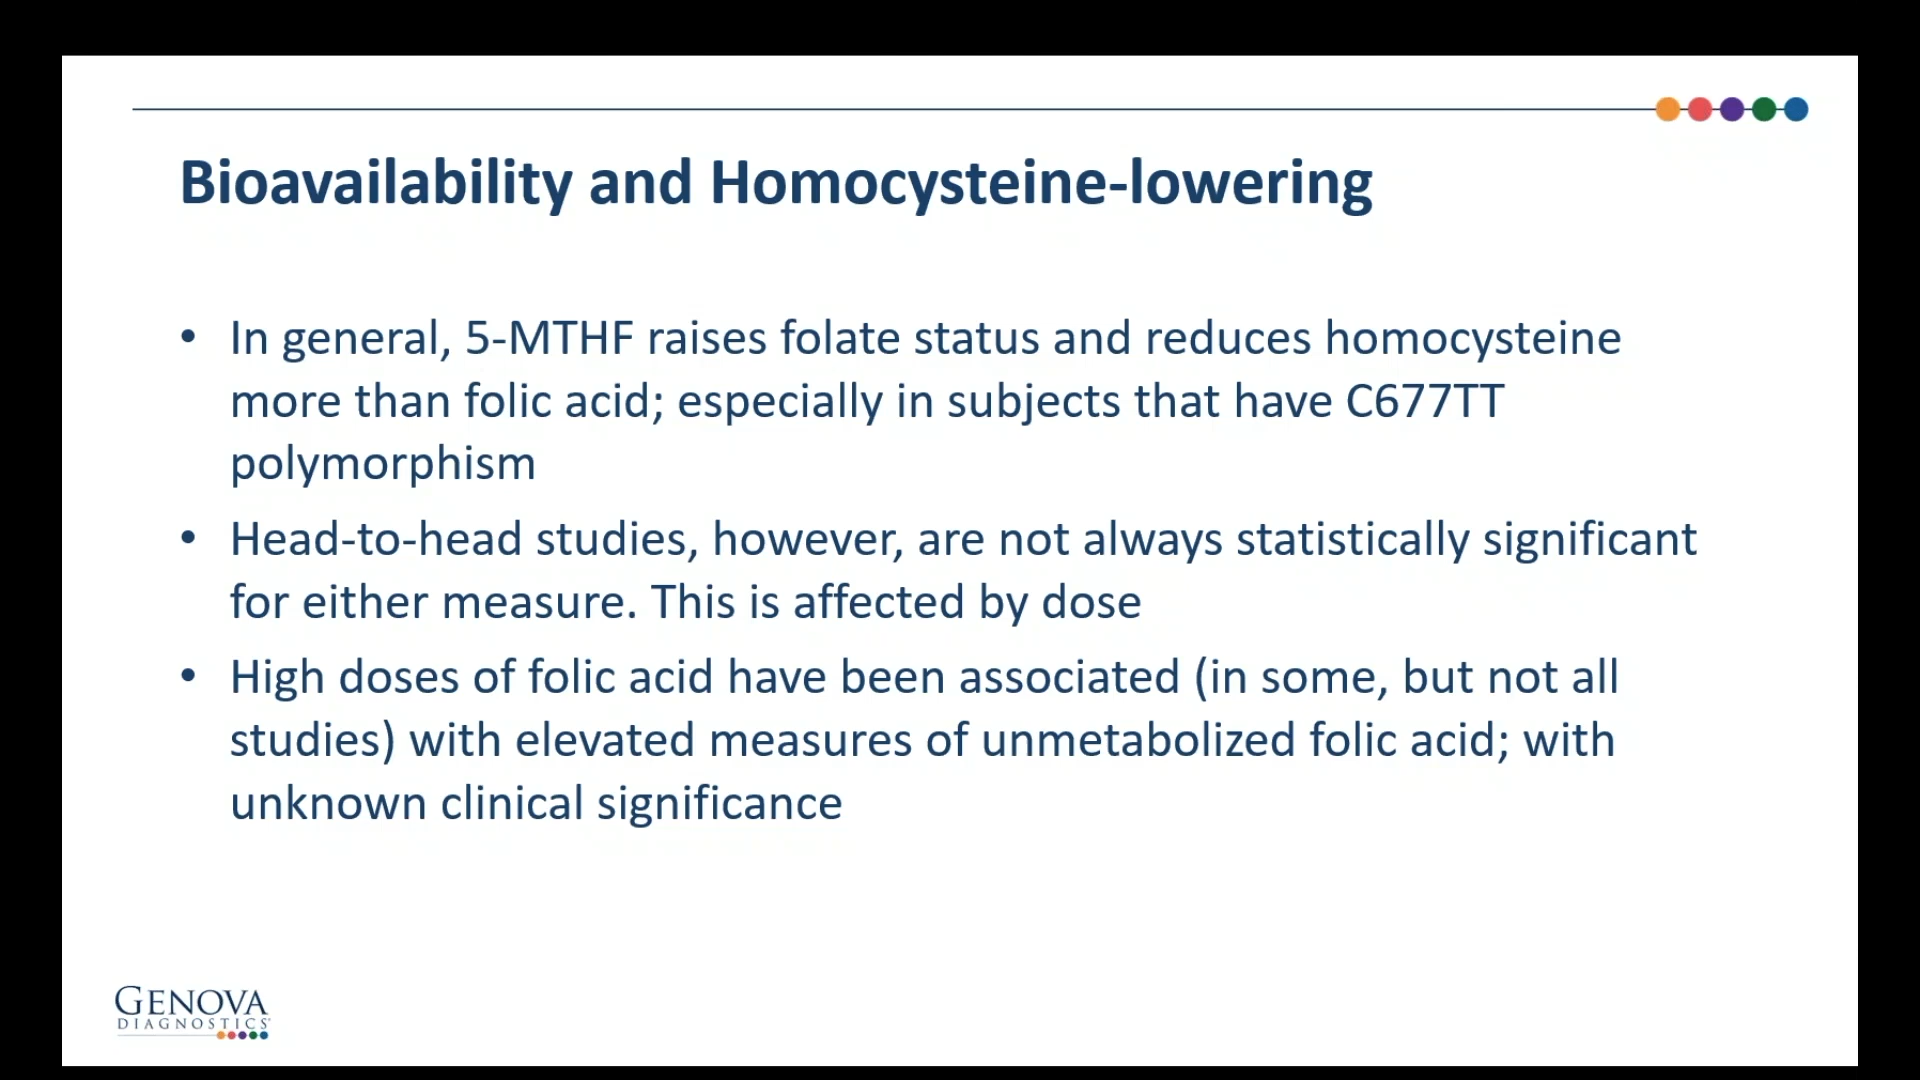 Bioavailability and Homocysteine-lowering
• In general, 5-MTHF raises folate status and reduces homocysteine
more than folic acid; especially in subjects that have C677TT
polymorphism
• Head-to-head studies, however, are not always statistically significant
for either measure. This is affected by dose
• High doses of folic acid have been associated (in some, but not all
studies) with elevated measures of unmetabolized folic acid; with
unknown clinical significance
GENOVA
DIAGNOSTICS